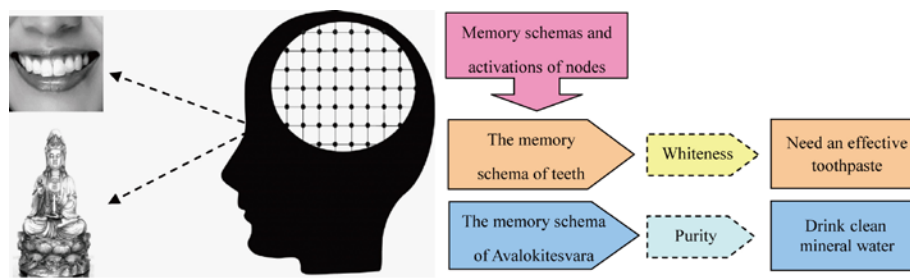 Memory schemas and
activations of nodes
The memory
schema of teeth
Whiteness
Need an effective
toothpaste
The memory schema
of Avalokitesvara
Purity
Drink clean
mineral water